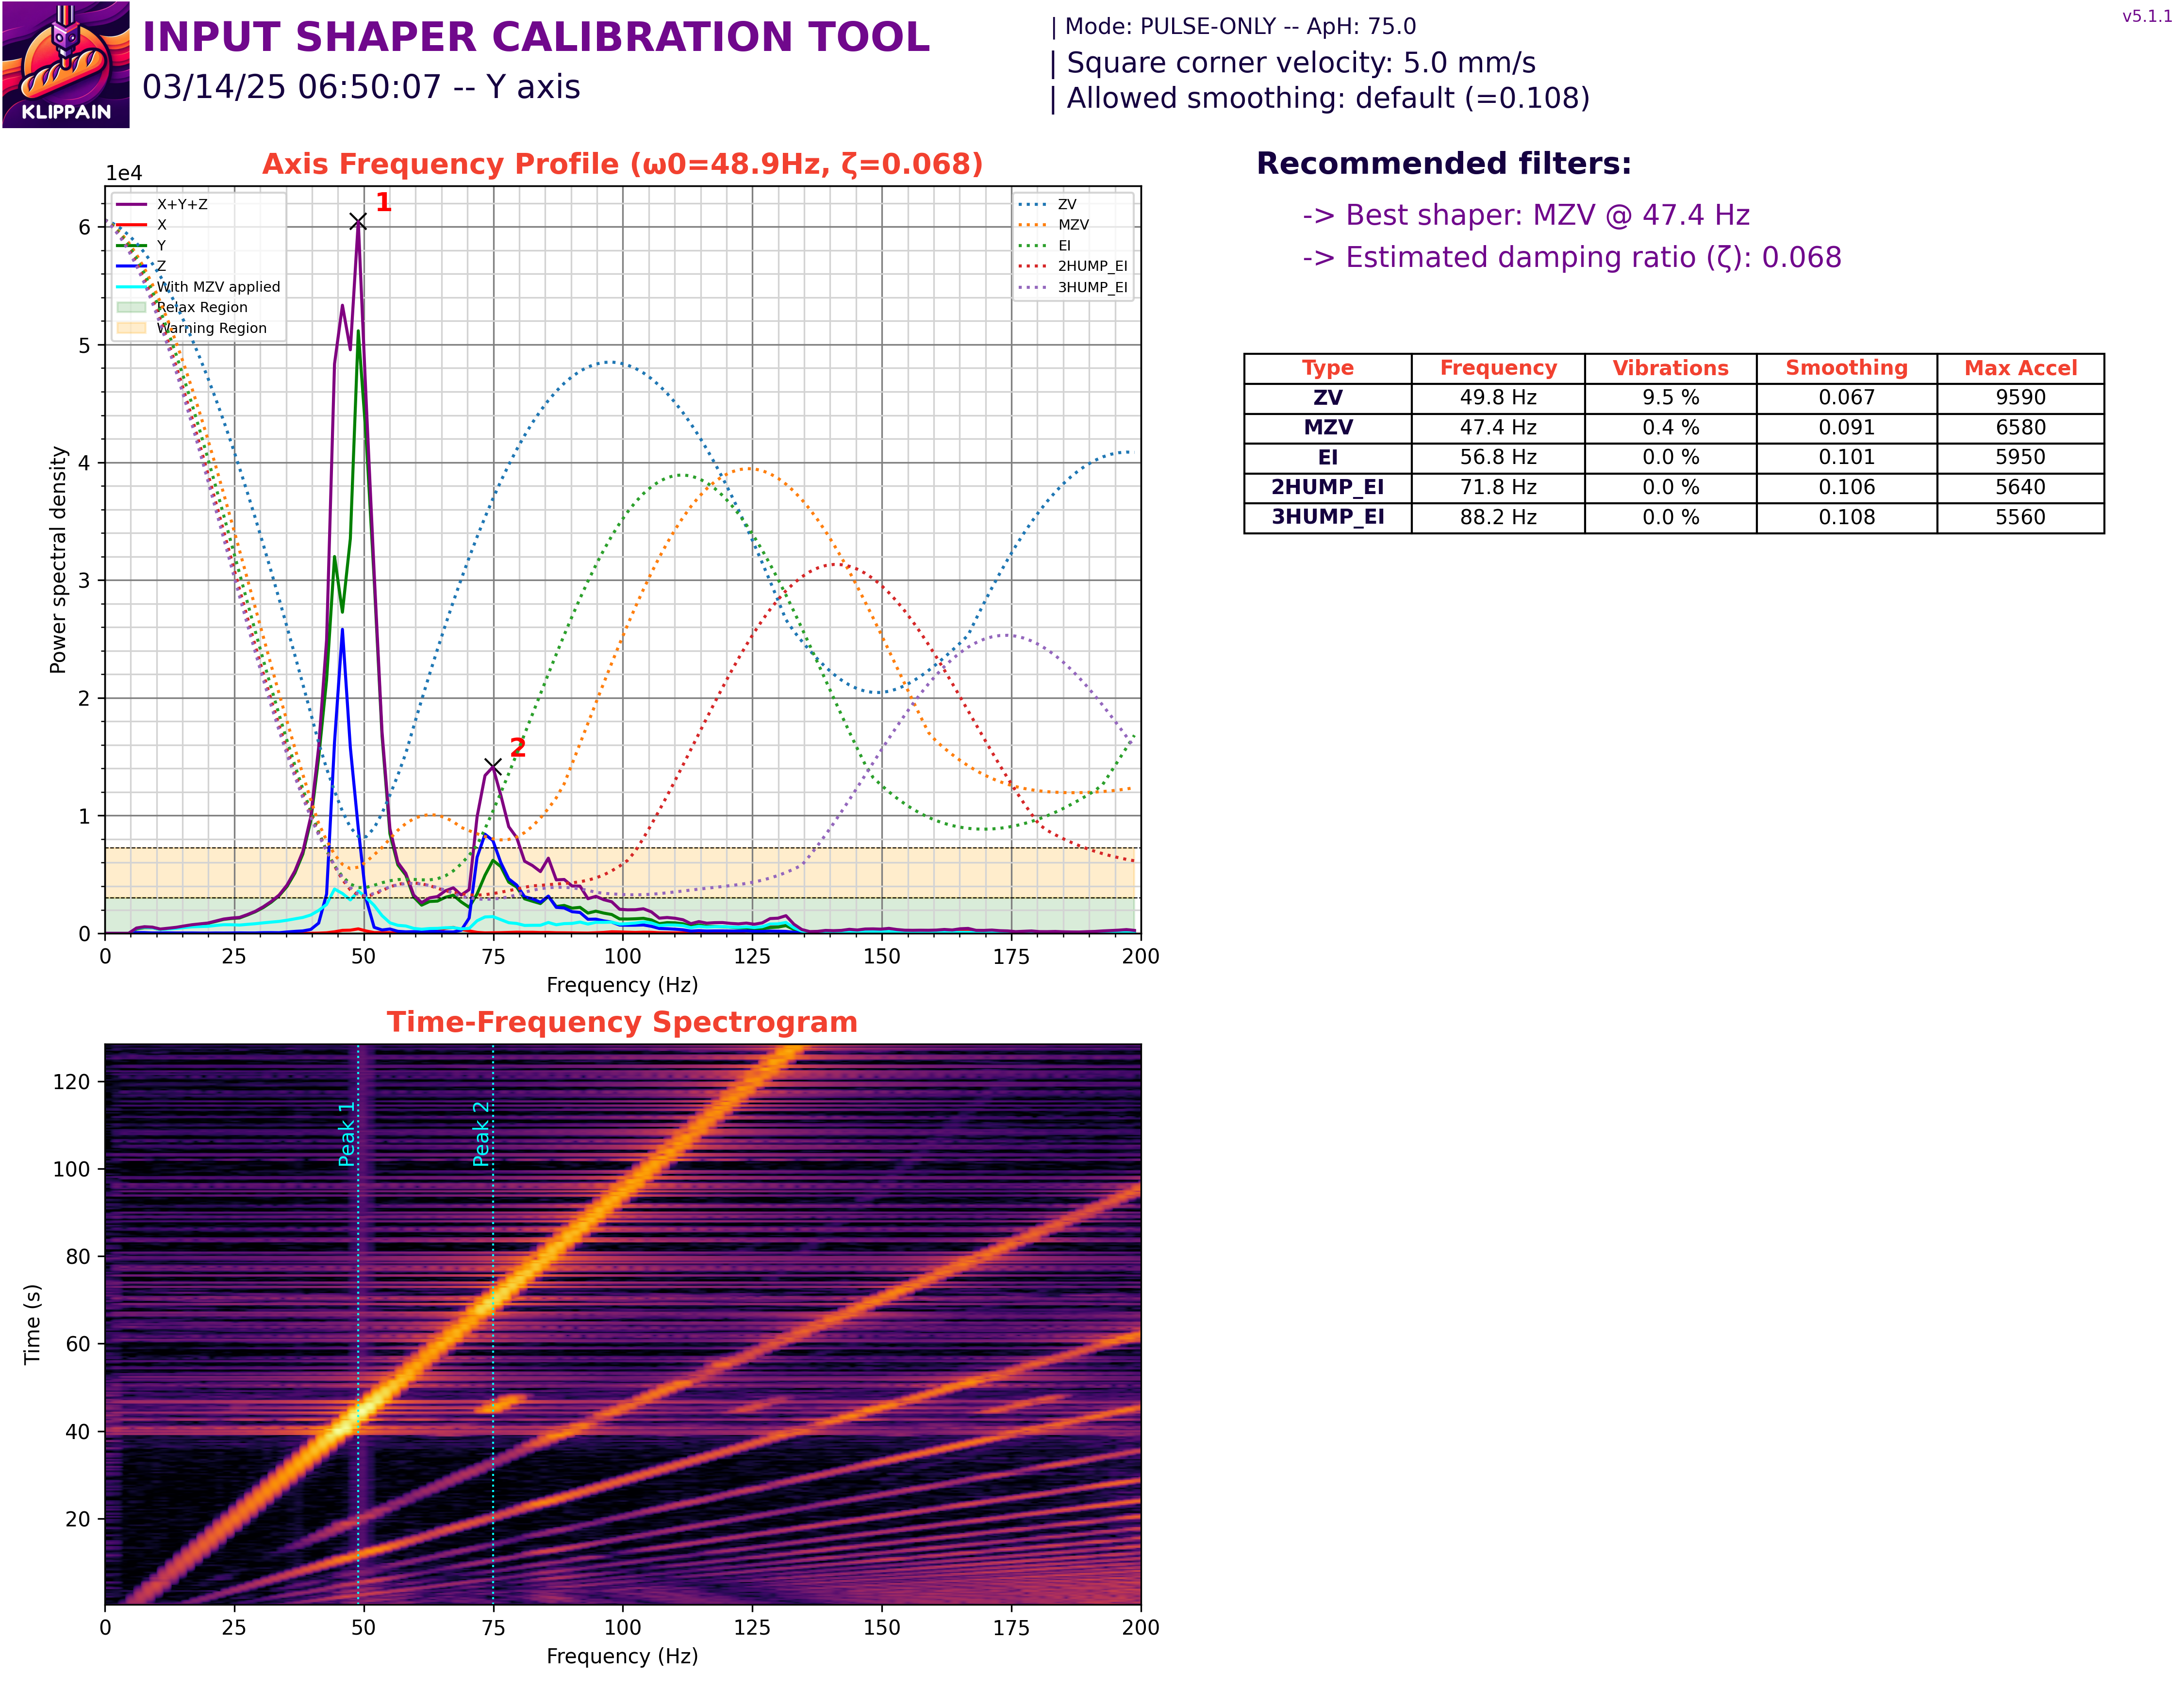 KLIPPAIN
INPUT SHAPER CALIBRATION TOOL
03/14/25 06:50:07 -- Y axis
| Mode: PULSE-ONLY -- ApH: 75.0
| Square corner velocity: 5.0 mm/s
| Allowed smoothing: default (=0.108)
v5.1.1
Axis Frequency Profile (ω0=48.9Hz, ζ=0.068)
1e4
X+Y+Z
X
Y
Z
With MZV applied
Relax Region
Warning Region
ZV
MZV
EI
2HUMP_EI
3HUMP_EI
1
2
6
5
4
3
2
1
0
Power spectral density
0 25 50 75 100 125 150 175 200
Frequency (Hz)
Recommended filters:
-> Best shaper: MZV @ 47.4 Hz
-> Estimated damping ratio (ζ): 0.068
Type Frequency Vibrations Smoothing Max Accel
ZV 49.8 Hz 9.5 % 0.067 9590
MZV 47.4 Hz 0.4 % 0.091 6580
EI 56.8 Hz 0.0 % 0.101 5950
2HUMP_EI 71.8 Hz 0.0 % 0.106 5640
3HUMP_EI 88.2 Hz 0.0 % 0.108 5560
Time-Frequency Spectrogram
Peak 1
Peak 2
120
100
80
60
40
20
Time (s)
0 25 50 75 100 125 150 175 200
Frequency (Hz)